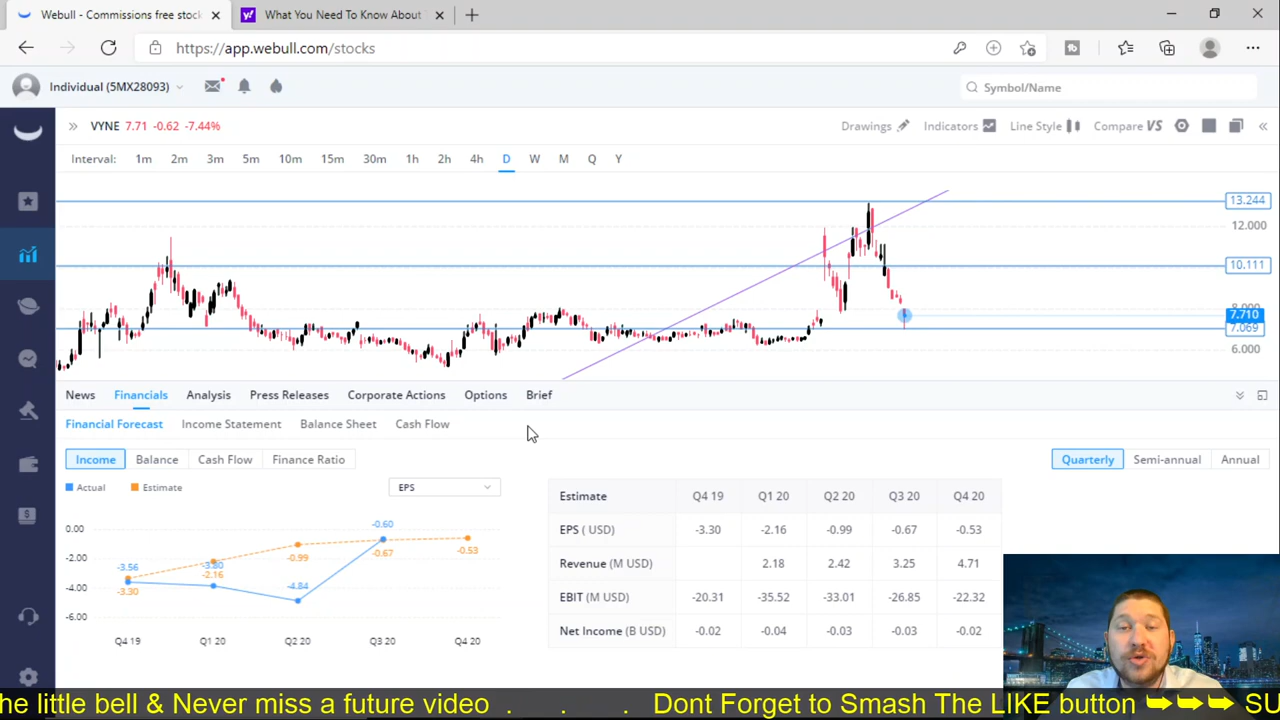 Webull - Commissions free stock
What You Need To Know About
https://app.webull.com/stocks
Individual (5MX28093)
Symbol/Name
VYNE 7.71 -0.62 -7.44%
Drawings Indicators Line Style Compare VS
Interval: 1m 2m 3m 5m 10m 15m 30m 1h 2h 4h D W M Q Y
13.244
12.000
10.111
8.000
7.710
7.069
6.000
News Financials Analysis Press Releases Corporate Actions Options Brief
Financial Forecast Income Statement Balance Sheet Cash Flow
Income Balance Cash Flow Finance Ratio Quarterly Semi-annual Annual
Actual Estimate EPS
0.00
-2.00
-4.00
-6.00
-3.56
-3.30
-3.80
-2.16
-0.99
-4.84
-0.60
-0.67
-0.53
Q4 19 Q1 20 Q2 20 Q3 20 Q4 20
Estimate Q4 19 Q1 20 Q2 20 Q3 20 Q4 20
EPS ( USD) -3.30 -2.16 -0.99 -0.67 -0.53
Revenue (M USD) 2.18 2.42 3.25 4.71
EBIT (M USD) -20.31 -35.52 -33.01 -26.85 -22.32
Net Income (B USD) -0.02 -0.04 -0.03 -0.03 -0.02
he little bell & Never miss a future video . . . Dont Forget to Smash The LIKE button ➥➥➥ SU